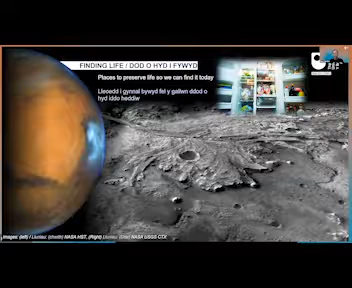 FINDING LIFE / DOD O HYD I FYWYD
Places to preserve life so we can find it today
Lleoedd i gynnal bywyd fel y gallwn ddod o
hyd iddo heddiw
Images: (left) / Lluniau: (chwith) NASA HST, (Right) Lluniau: (Dde) NASA USGS CTX